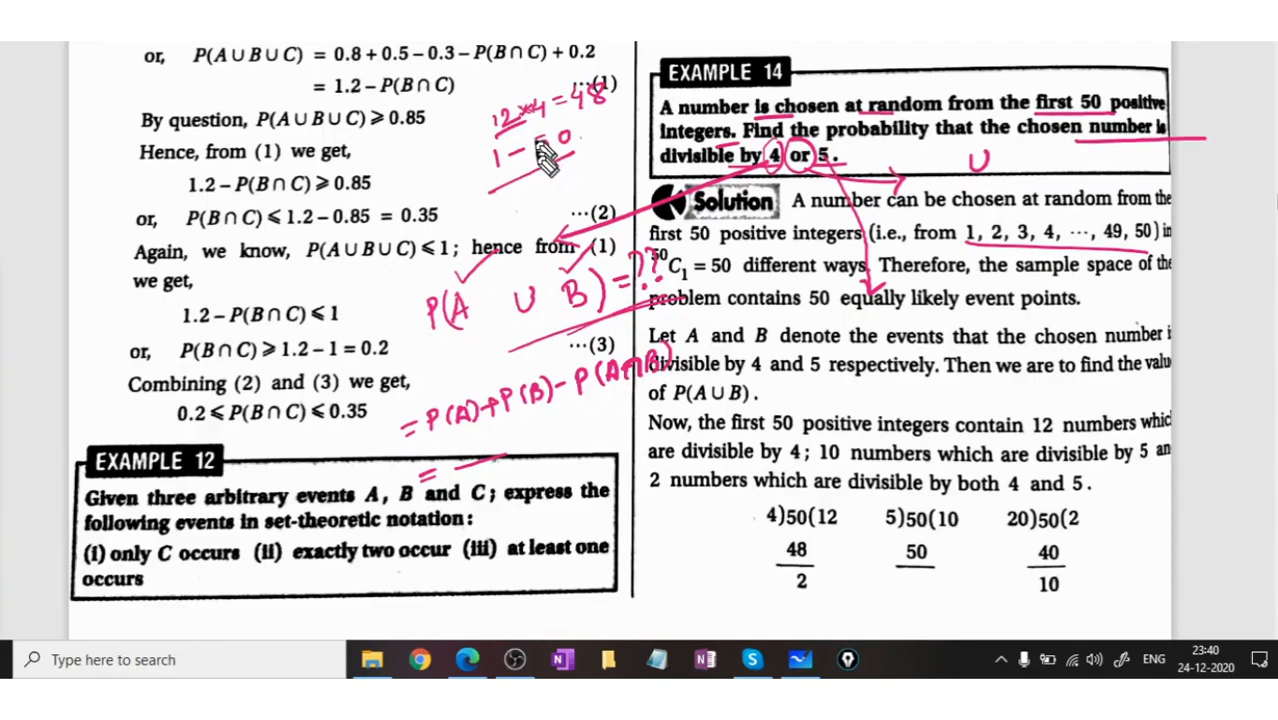 or, P(A∪B∪C) = 0.8 + 0.5 − 0.3 − P(B∩C) + 0.2
= 1.2 − P(B∩C) ···(1)
By question, P(A∪B∪C) ⩾ 0.85
Hence, from (1) we get,
1.2 − P(B∩C) ⩾ 0.85
or, P(B∩C) ⩽ 1.2 − 0.85 = 0.35 ···(2)
Again, we know, P(A∪B∪C) ⩽ 1; hence from (1)
we get,
1.2 − P(B∩C) ⩽ 1
or, P(B∩C) ⩾ 1.2 − 1 = 0.2 ···(3)
Combining (2) and (3) we get,
0.2 ⩽ P(B∩C) ⩽ 0.35
12×4 = 48
1 − 50
P(A ∪ B) = ??
= P(A) + P(B) − P(A∩B)
=
EXAMPLE 12
Given three arbitrary events A, B and C; express the
following events in set-theoretic notation:
(i) only C occurs (ii) exactly two occur (iii) at least one
occurs
EXAMPLE 14
A number is chosen at random from the first 50 positive
integers. Find the probability that the chosen number is
divisible by 4 or 5.
∪
Solution A number can be chosen at random from the
first 50 positive integers (i.e., from 1, 2, 3, 4, ···, 49, 50) in
⁵⁰C₁ = 50 different ways. Therefore, the sample space of the
problem contains 50 equally likely event points.
Let A and B denote the events that the chosen number i
divisible by 4 and 5 respectively. Then we are to find the valu
of P(A∪B).
Now, the first 50 positive integers contain 12 numbers whic
are divisible by 4; 10 numbers which are divisible by 5 an
2 numbers which are divisible by both 4 and 5.
4)50(12 5)50(10 20)50(2
48 50 40
2 10
Type here to search
ENG
23:40
24-12-2020